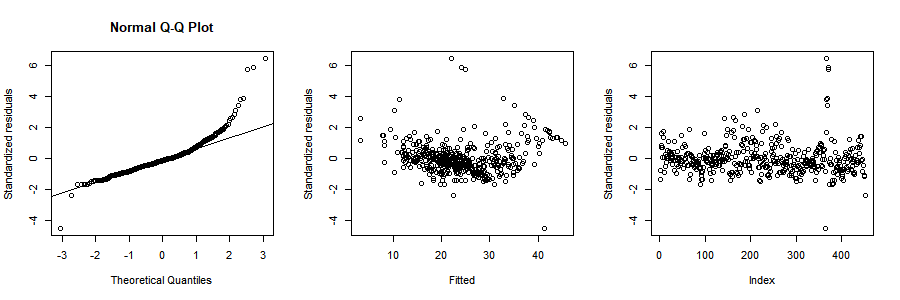 Normal Q-Q Plot
Standardized residuals
6
4
2
0
-2
-4
-3 -2 -1 0 1 2 3
Theoretical Quantiles
Standardized residuals
6
4
2
0
-2
-4
10 20 30 40
Fitted
Standardized residuals
6
4
2
0
-2
-4
0 100 200 300 400
Index